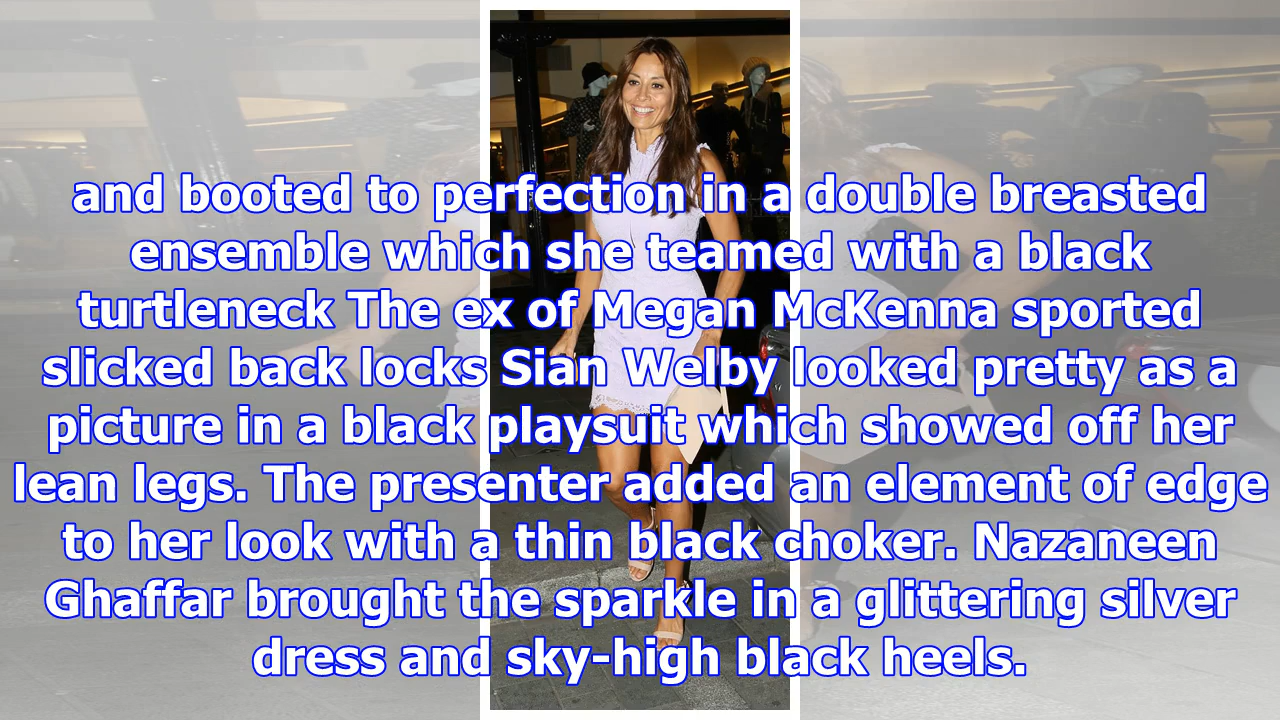 and booted to perfection in a double breasted
ensemble which she teamed with a black
turtleneck The ex of Megan McKenna sported
slicked back locks Sian Welby looked pretty as a
picture in a black playsuit which showed off her
lean legs. The presenter added an element of edge
to her look with a thin black choker. Nazaneen
Ghaffar brought the sparkle in a glittering silver
dress and sky-high black heels.